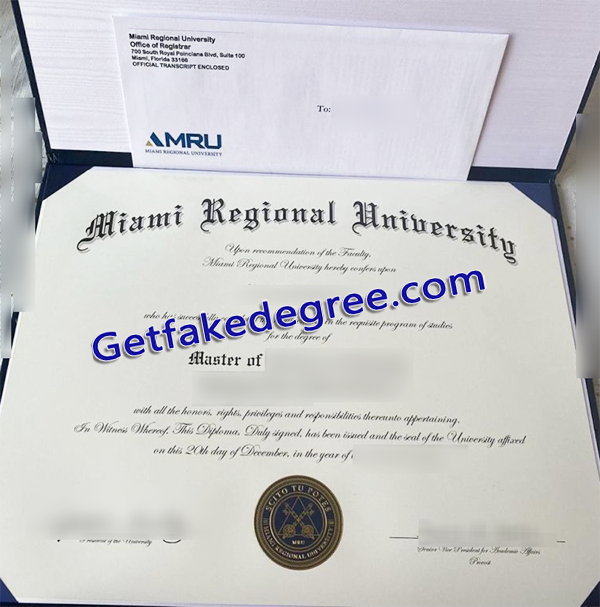 Miami Regional University
Office of Registrar
700 South Royal Poinciana Blvd, Suite 100
Miami, Florida 33166
OFFICIAL TRANSCRIPT ENCLOSED
To:
AMRU
MIAMI REGIONAL UNIVERSITY
Miami Regional University
Upon recommendation of the Faculty,
Miami Regional University hereby confers upon
Getfakedegree.com
who has successfully in the requisite program of studies
for the degree of
Master of
with all the honors, rights, privileges and responsibilities thereunto appertaining.
In Witness Whereof, This Diploma, Duly signed, has been issued and the seal of the University affixed
on this 20th day of December, in the year of
SCITO TU POTES
MRU
MIAMI REGIONAL UNIVERSITY
President of the University
Senior Vice President for Academic Affairs,
Provost